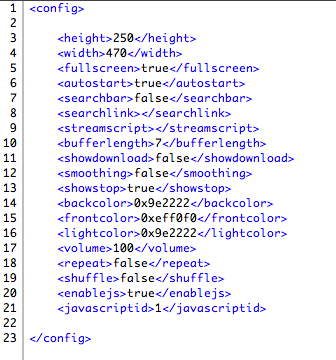 1 <config>
2
3 <height>250</height>
4 <width>470</width>
5 <fullscreen>true</fullscreen>
6 <autostart>true</autostart>
7 <searchbar>false</searchbar>
8 <searchlink></searchlink>
9 <streamscript></streamscript>
10 <bufferlength>7</bufferlength>
11 <showdownload>false</showdownload>
12 <smoothing>false</smoothing>
13 <showstop>true</showstop>
14 <backcolor>0x9e2222</backcolor>
15 <frontcolor>0xeff0f0</frontcolor>
16 <lightcolor>0x9e2222</lightcolor>
17 <volume>100</volume>
18 <repeat>false</repeat>
19 <shuffle>false</shuffle>
20 <enablejs>true</enablejs>
21 <javascriptid>1</javascriptid>
22
23 </config>